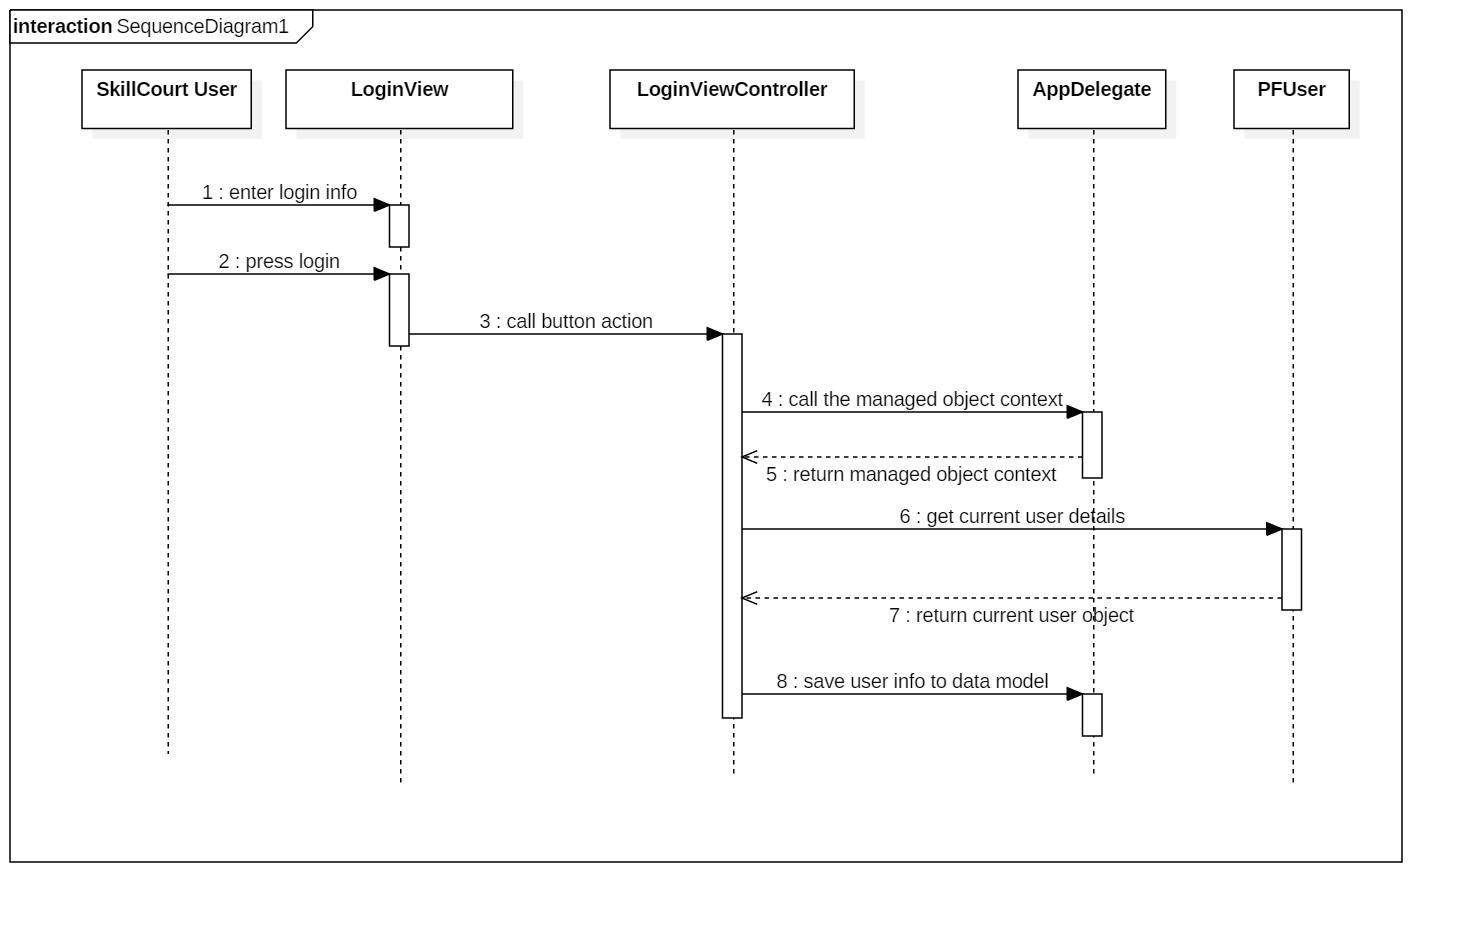 interaction SequenceDiagram1
SkillCourt User
LoginView
LoginViewController
AppDelegate
PFUser
1 : enter login info
2 : press login
3 : call button action
4 : call the managed object context
5 : return managed object context
6 : get current user details
7 : return current user object
8 : save user info to data model